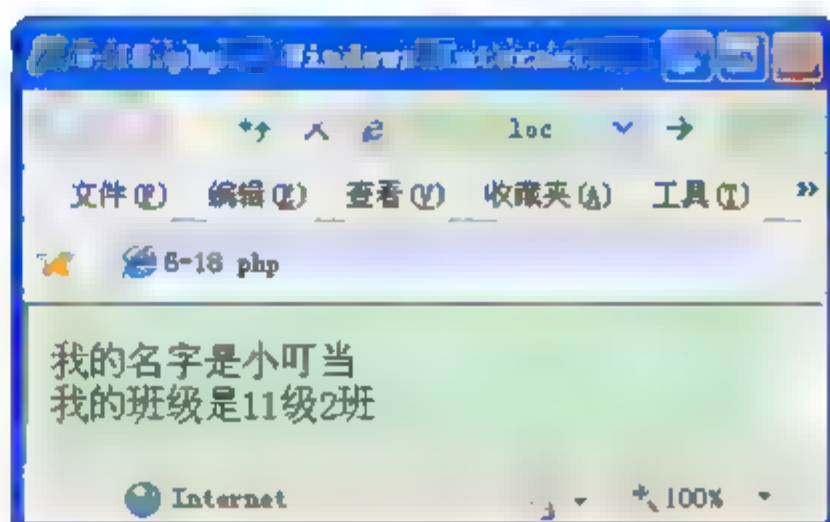 loc
文件(F) 编辑(E) 查看(V) 收藏夹(A) 工具(T) »
6-18 php
我的名字是小叮当
我的班级是11级2班
Internet 100%